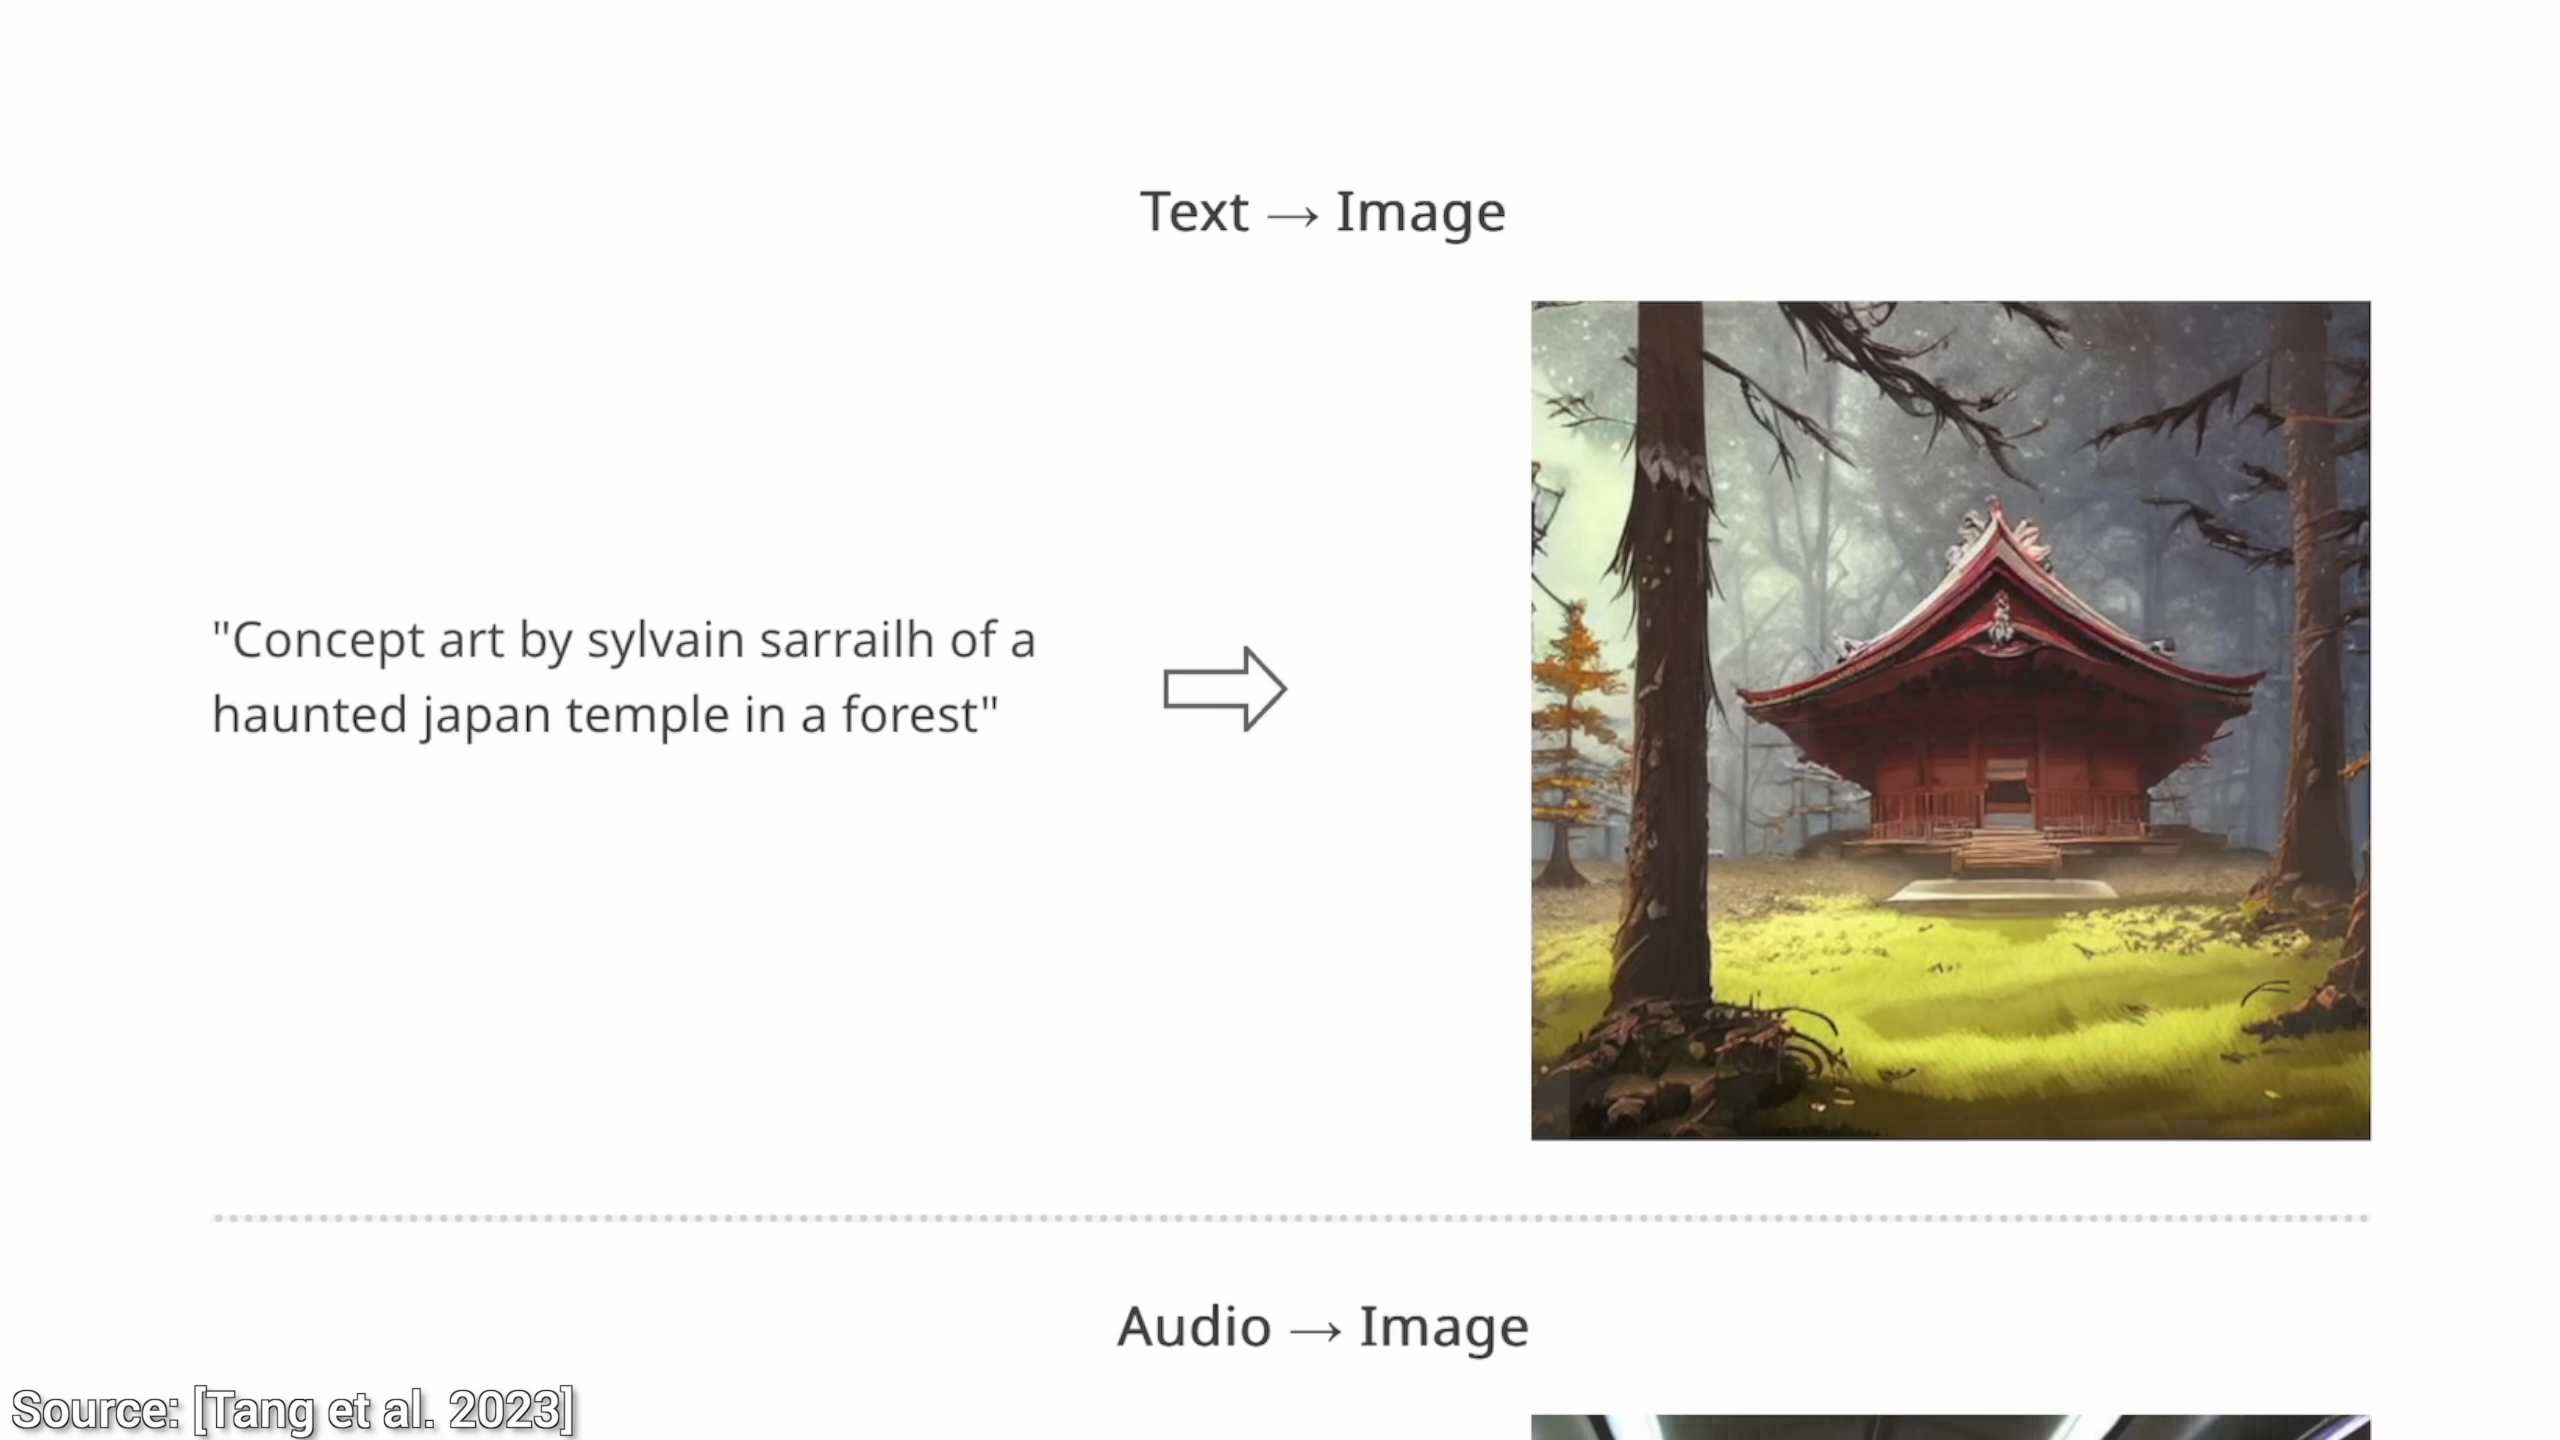 Text → Image
"Concept art by sylvain sarrailh of a
haunted japan temple in a forest"
Audio → Image
Source: [Tang et al. 2023]